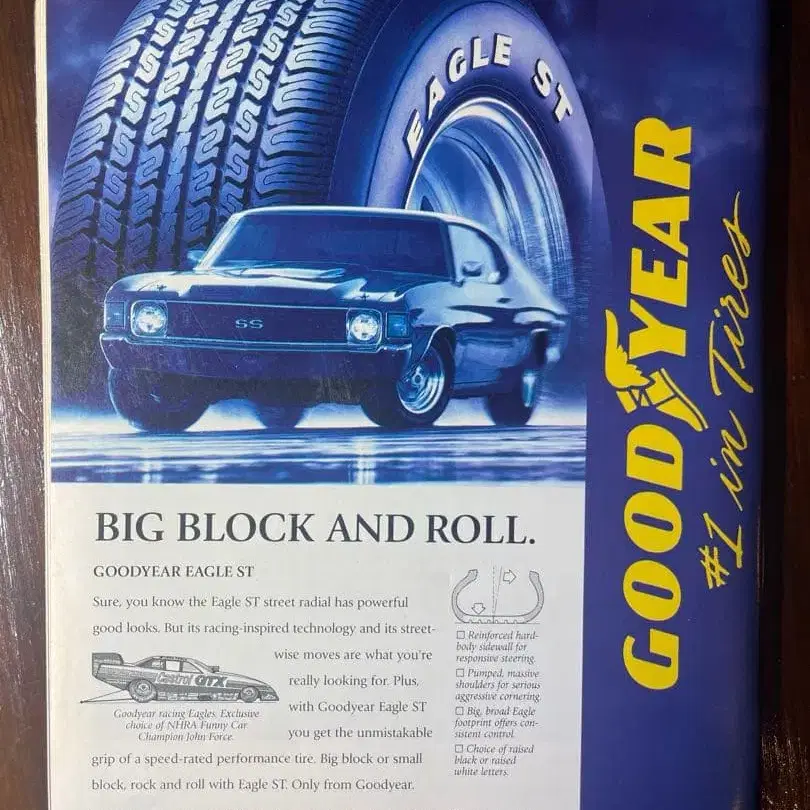 EAGLE ST
SS
BIG BLOCK AND ROLL.
GOODYEAR EAGLE ST
Sure, you know the Eagle ST street radial has powerful
good looks. But its racing-inspired technology and its street-
wise moves are what you're
really looking for. Plus,
with Goodyear Eagle ST
you get the unmistakable
grip of a speed-rated performance tire. Big block or small
block, rock and roll with Eagle ST. Only from Goodyear.
Castrol GTX
Goodyear racing Eagles. Exclusive
choice of NHRA Funny Car
Champion John Force.
☐ Reinforced hard-
body sidewall for
responsive steering.
☐ Pumped, massive
shoulders for serious
aggressive cornering.
☐ Big, broad Eagle
footprint offers con-
sistent control.
☐ Choice of raised
black or raised
white letters.
GOODYEAR
#1 in Tires